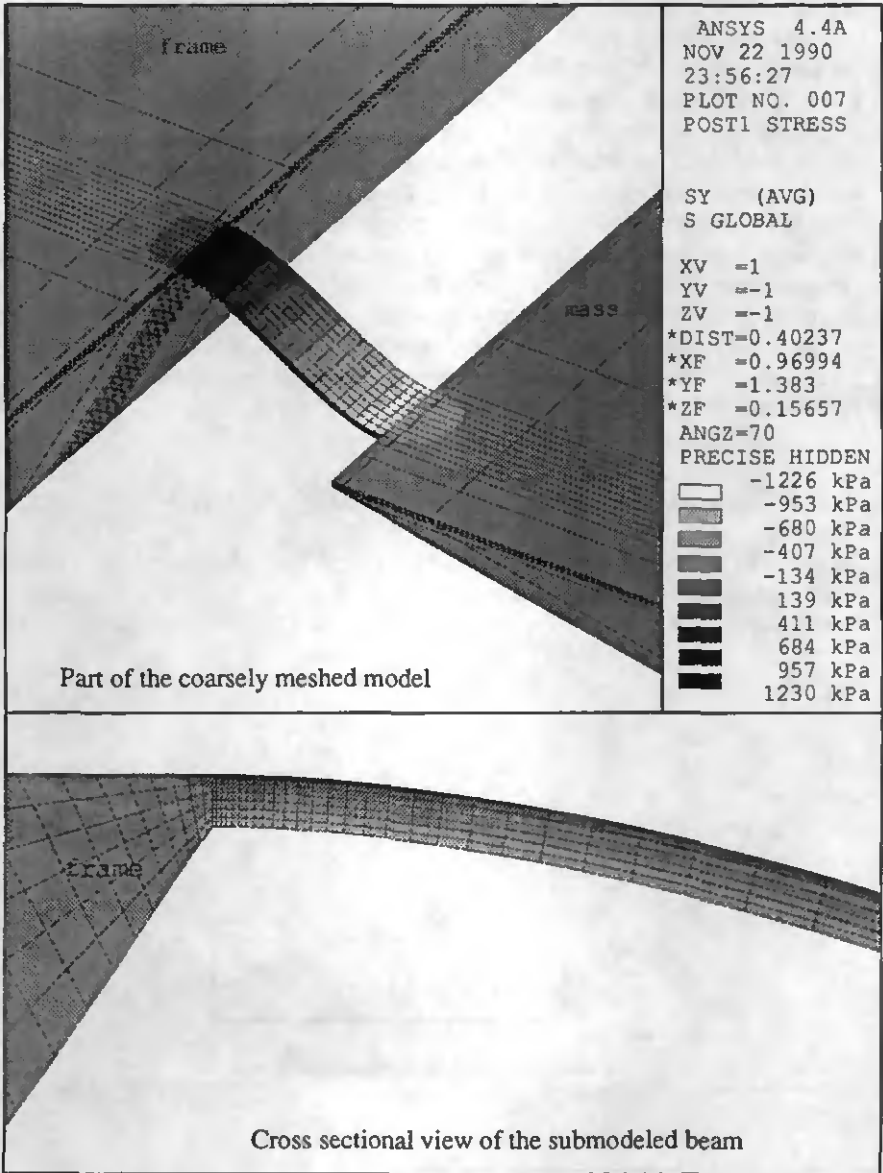 frame
mass
Part of the coarsely meshed model
ANSYS 4.4A
NOV 22 1990
23:56:27
PLOT NO. 007
POST1 STRESS
SY (AVG)
S GLOBAL
XV =1
YV =-1
ZV =-1
*DIST=0.40237
*XF =0.96994
*YF =1.383
*ZF =0.15657
ANGZ=70
PRECISE HIDDEN
-1226 kPa
-953 kPa
-680 kPa
-407 kPa
-134 kPa
139 kPa
411 kPa
684 kPa
957 kPa
1230 kPa
frame
Cross sectional view of the submodeled beam